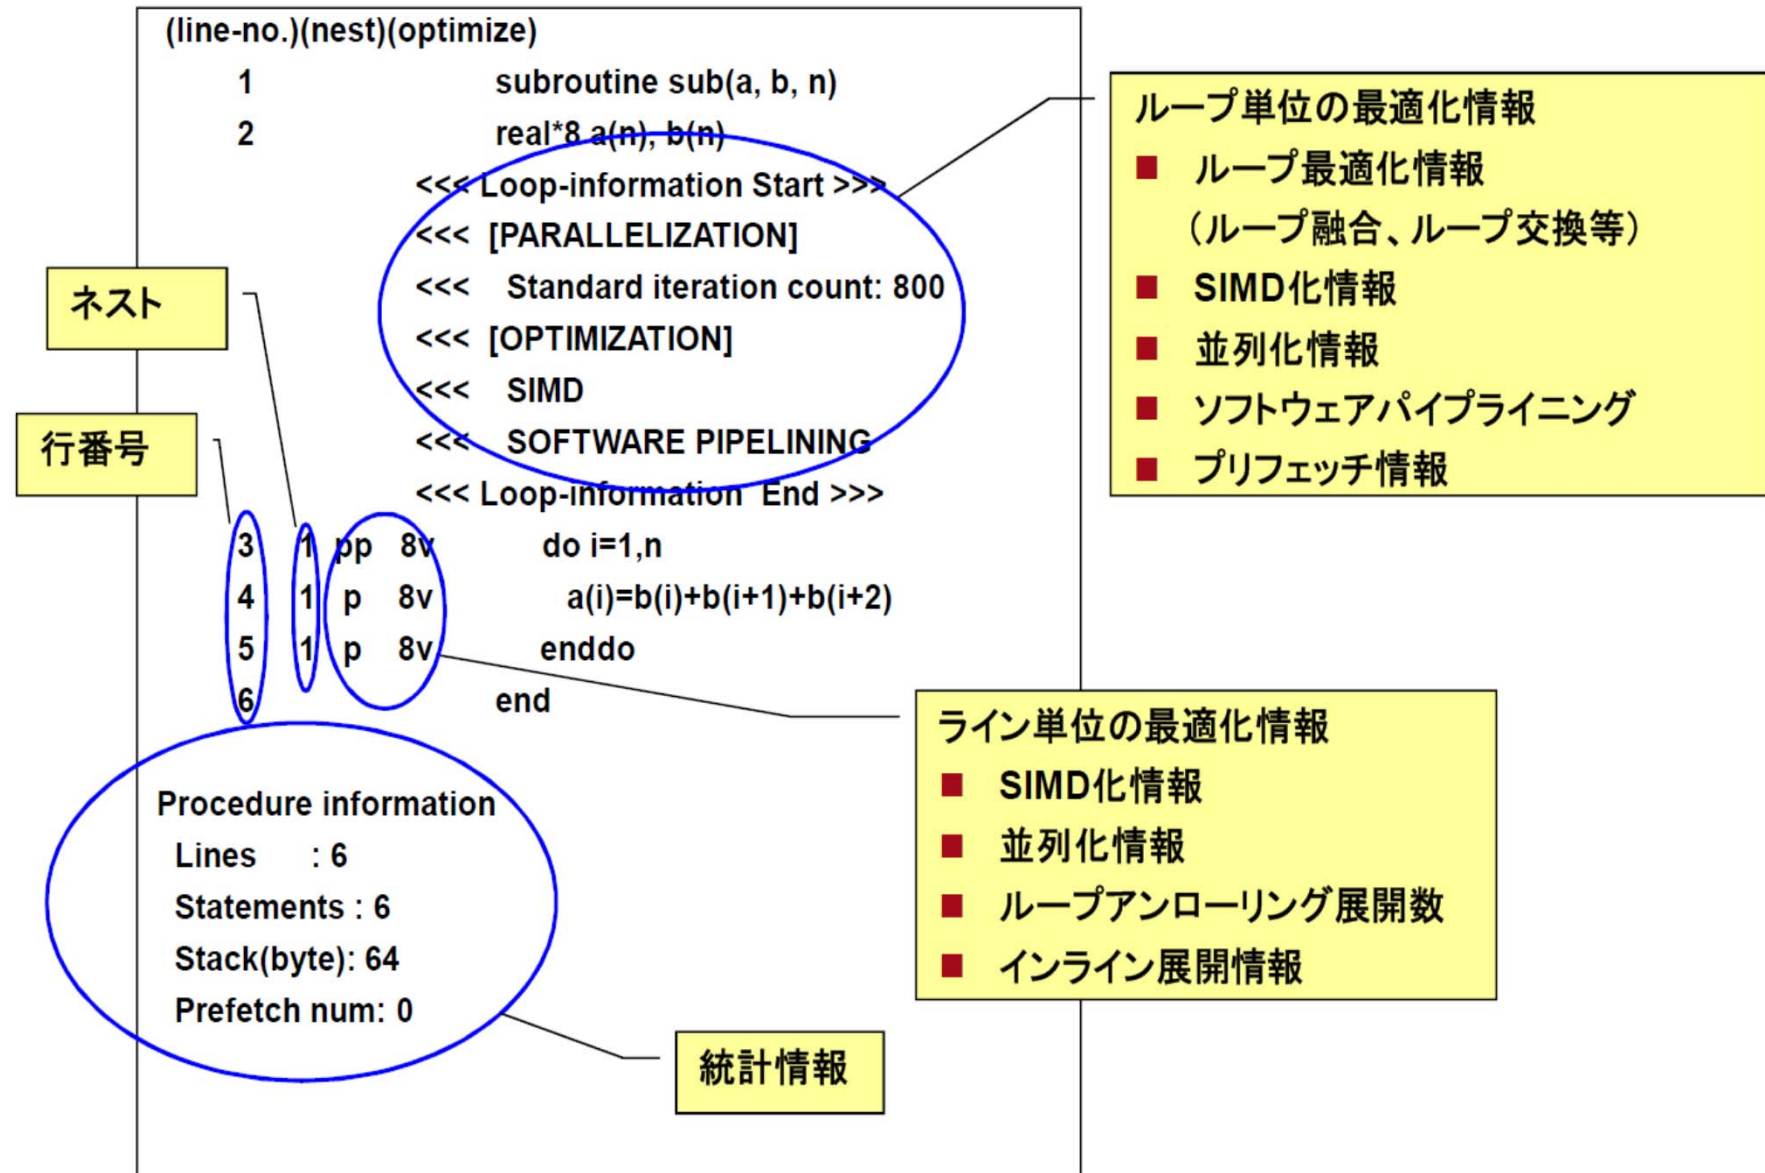 (line-no.)(nest)(optimize)
1 subroutine sub(a, b, n)
2 real*8 a(n), b(n)
<<< Loop-information Start >>>
<<< [PARALLELIZATION]
<<< Standard iteration count: 800
<<< [OPTIMIZATION]
<<< SIMD
<<< SOFTWARE PIPELINING
<<< Loop-information End >>>
3 1 pp 8v do i=1,n
4 1 p 8v a(i)=b(i)+b(i+1)+b(i+2)
5 1 p 8v enddo
6 end
Procedure information
Lines : 6
Statements : 6
Stack(byte): 64
Prefetch num: 0
ネスト
行番号
ループ単位の最適化情報
■ ループ最適化情報
（ループ融合、ループ交換等）
■ SIMD化情報
■ 並列化情報
■ ソフトウェアパイプライニング
■ プリフェッチ情報
ライン単位の最適化情報
■ SIMD化情報
■ 並列化情報
■ ループアンローリング展開数
■ インライン展開情報
統計情報